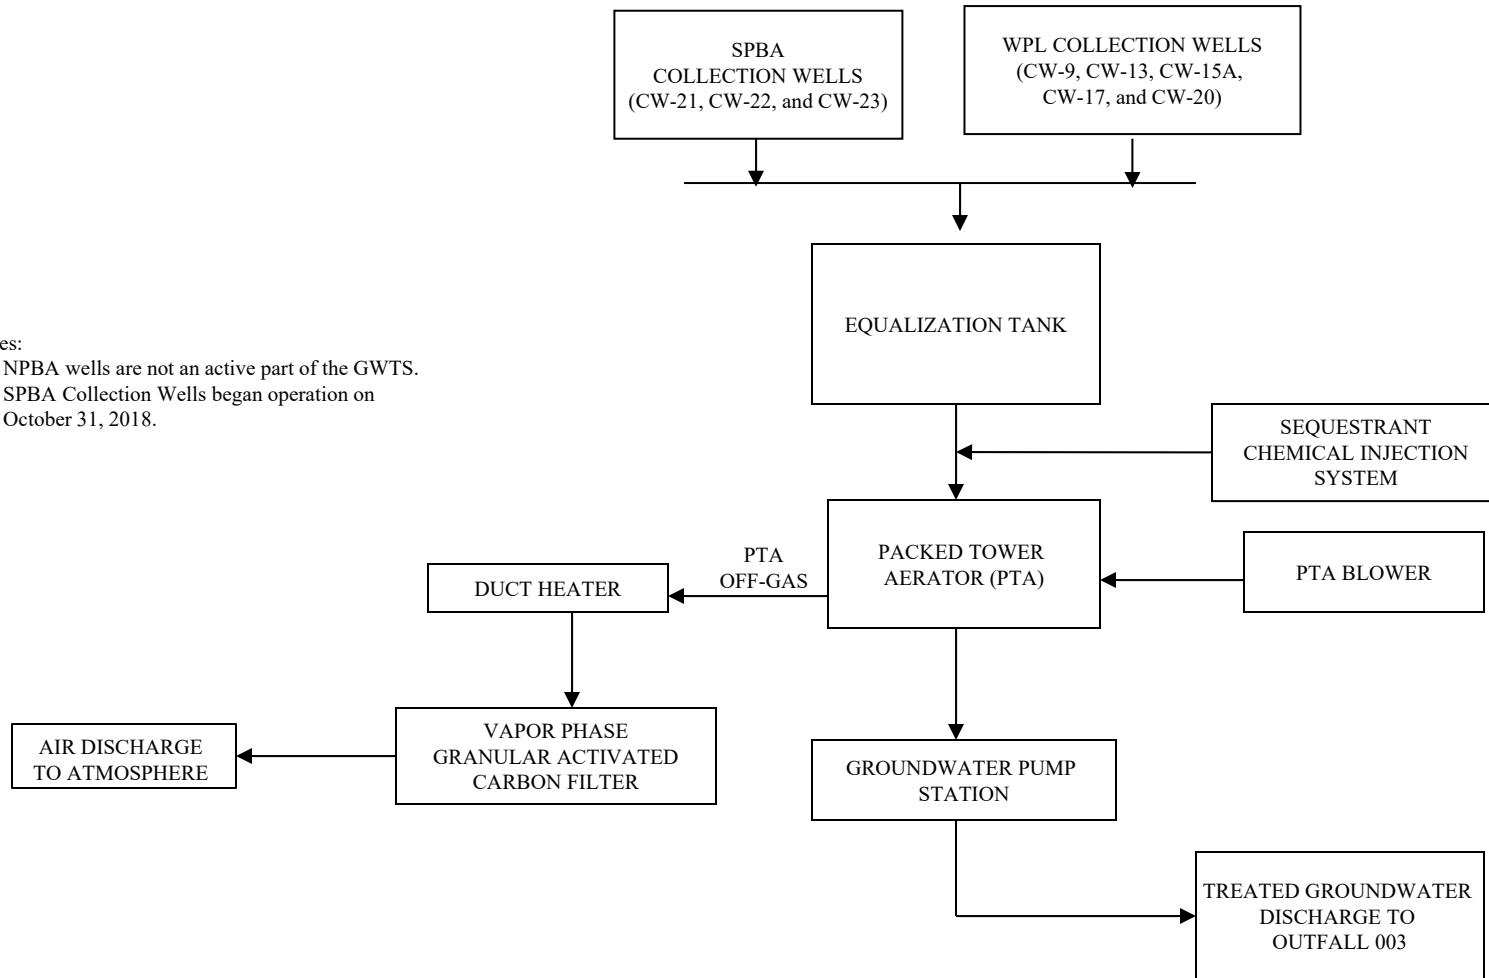 SPBA
COLLECTION WELLS
(CW-21, CW-22, and CW-23)
WPL COLLECTION WELLS
(CW-9, CW-13, CW-15A,
CW-17, and CW-20)
EQUALIZATION TANK
es:
NPBA wells are not an active part of the GWTS.
SPBA Collection Wells began operation on
October 31, 2018.
SEQUESTRANT
CHEMICAL INJECTION
SYSTEM
PACKED TOWER
AERATOR (PTA)
PTA BLOWER
PTA
OFF-GAS
DUCT HEATER
VAPOR PHASE
GRANULAR ACTIVATED
CARBON FILTER
AIR DISCHARGE
TO ATMOSPHERE
GROUNDWATER PUMP
STATION
TREATED GROUNDWATER
DISCHARGE TO
OUTFALL 003